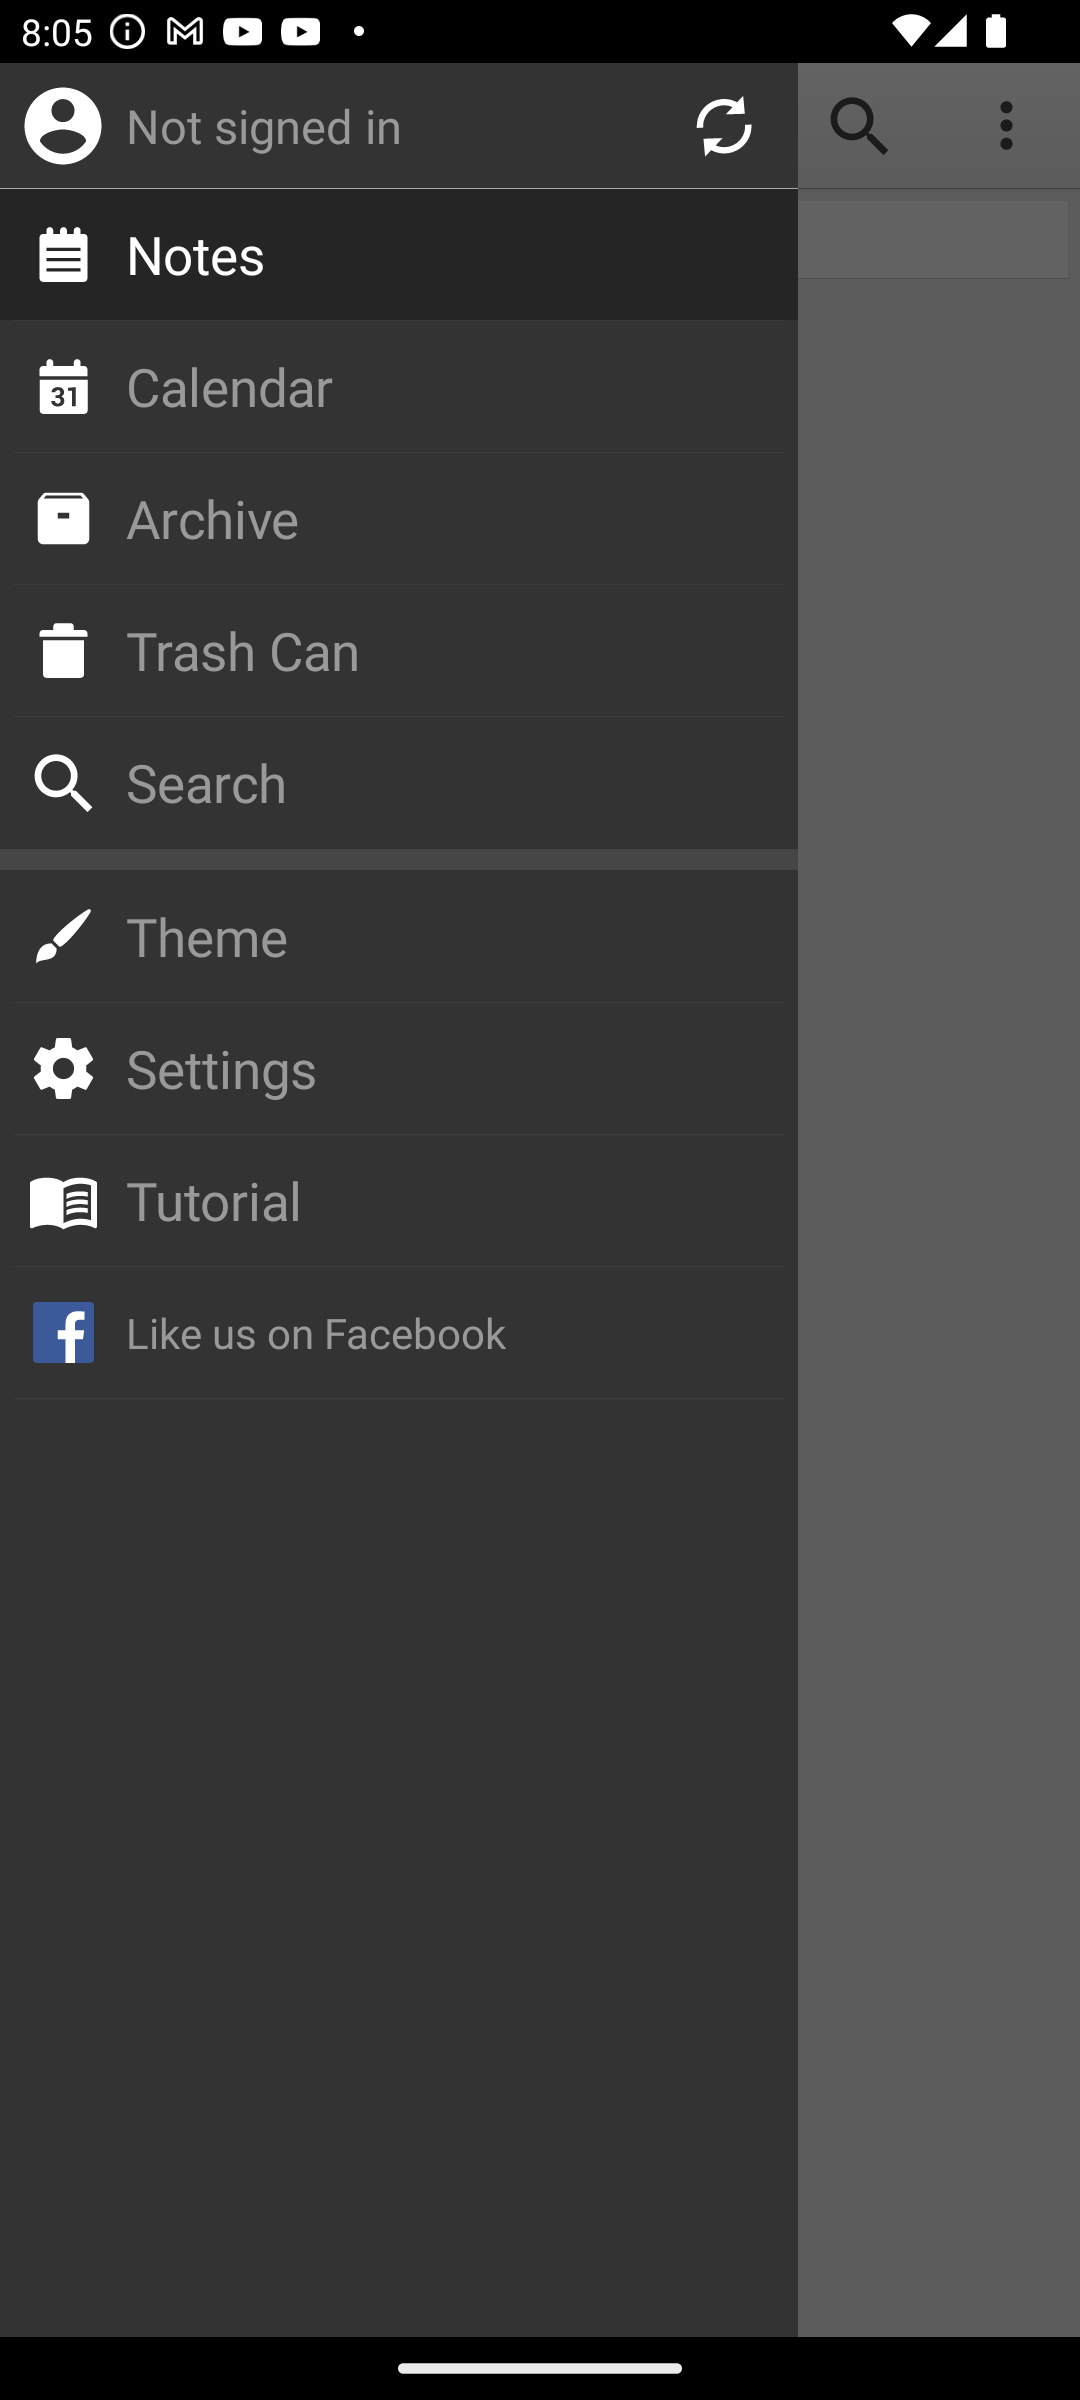 8:05
Not signed in
Notes
31 Calendar
Archive
Trash Can
Search
Theme
Settings
Tutorial
f Like us on Facebook